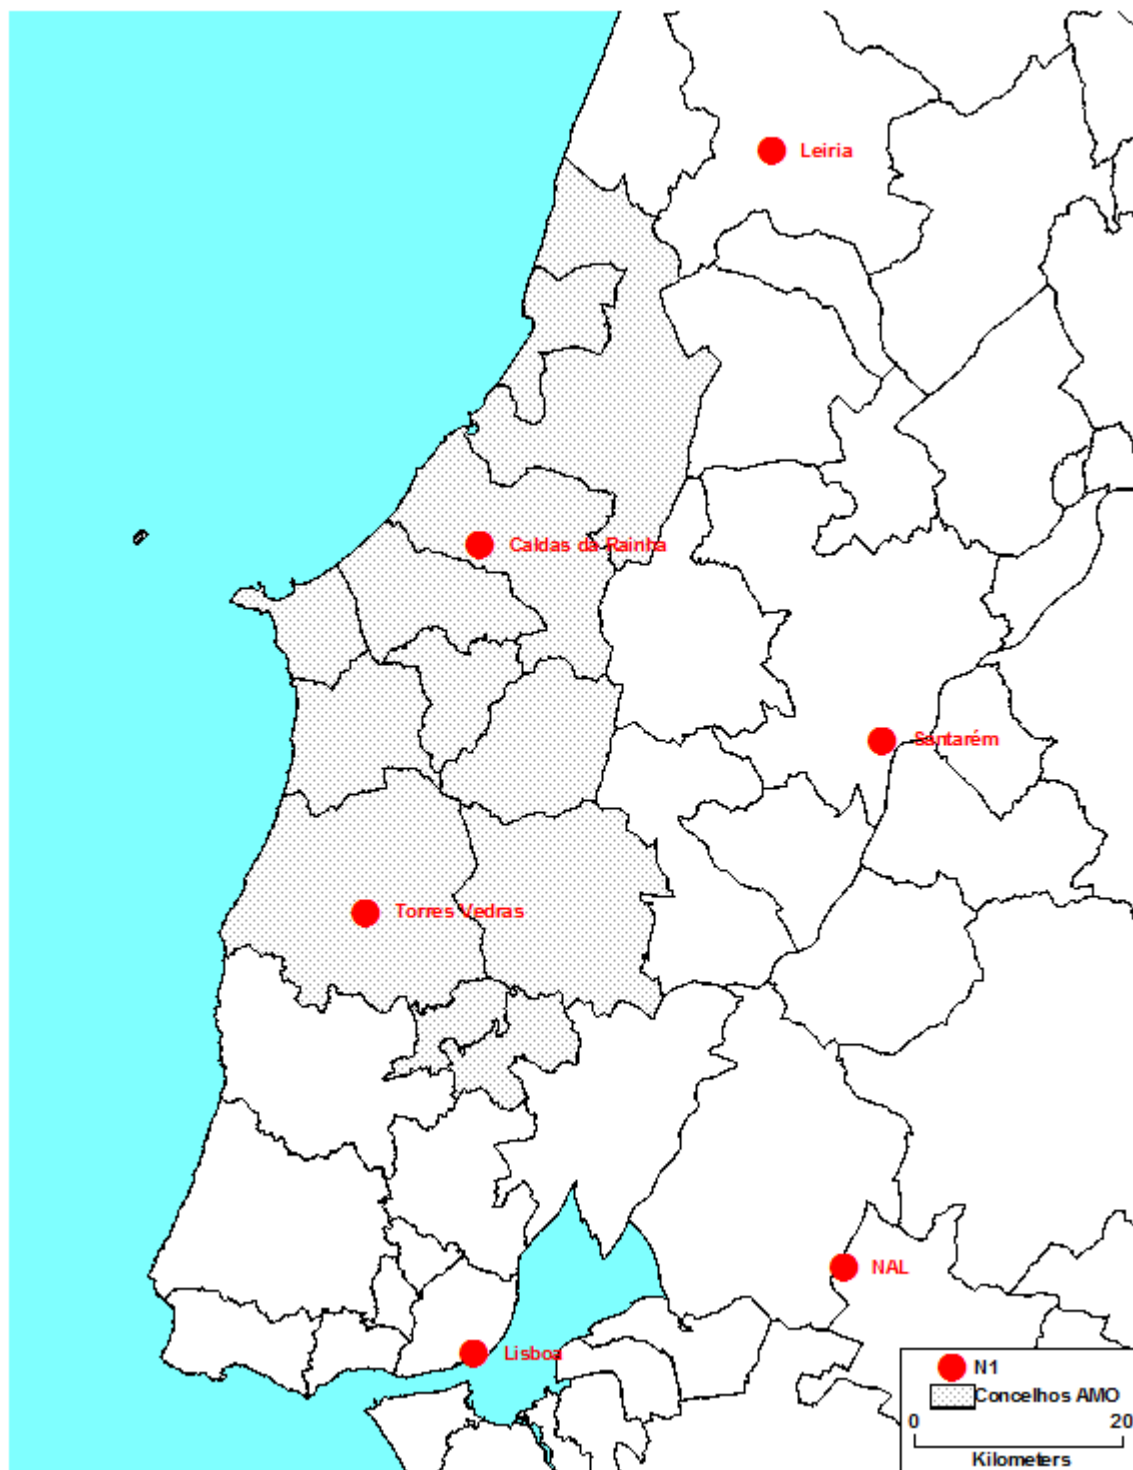 Leiria
Caldas da Rainha
Santarém
Torres Vedras
NAL
Lisboa
N1
Concelhos AMO
0 20
Kilometers